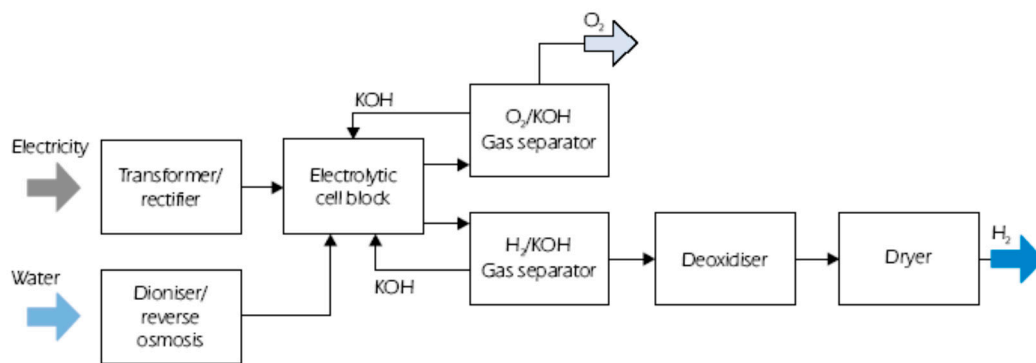 O₂
KOH
O₂/KOH
Gas separator
Electricity
Transformer/
rectifier
Electrolytic
cell block
H₂/KOH
Gas separator
Deoxidiser
Dryer
H₂
KOH
Water
Dioniser/
reverse
osmosis